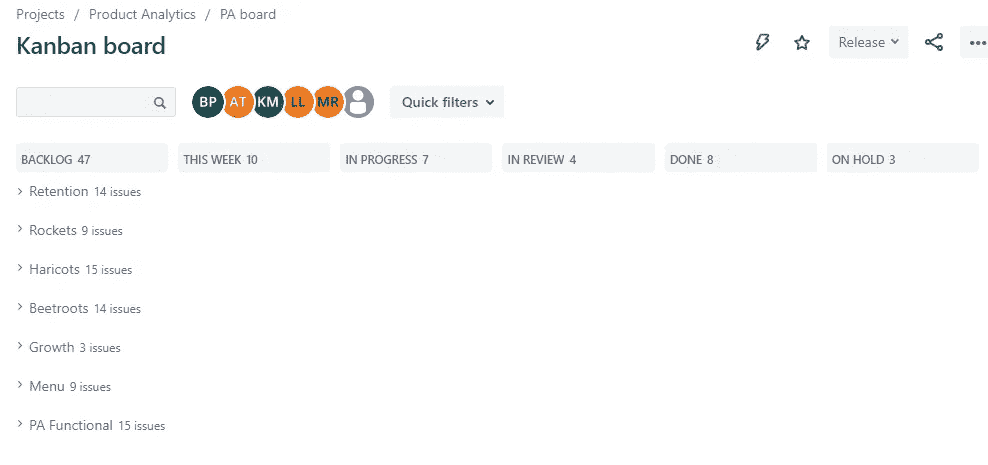 Projects / Product Analytics / PA board
Kanban board
Release
BP AT KM LL MR
Quick filters
BACKLOG 47 THIS WEEK 10 IN PROGRESS 7 IN REVIEW 4 DONE 8 ON HOLD 3
Retention 14 issues
Rockets 9 issues
Haricots 15 issues
Beetroots 14 issues
Growth 3 issues
Menu 9 issues
PA Functional 15 issues